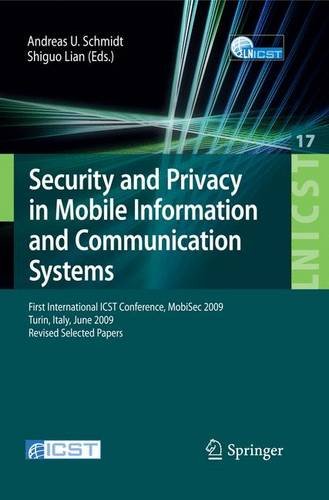 Andreas U. Schmidt
Shiguo Lian (Eds.)
LNICST
17
LNICST
Security and Privacy
in Mobile Information
and Communication
Systems
First International ICST Conference, MobiSec 2009
Turin, Italy, June 2009
Revised Selected Papers
ICST
Springer